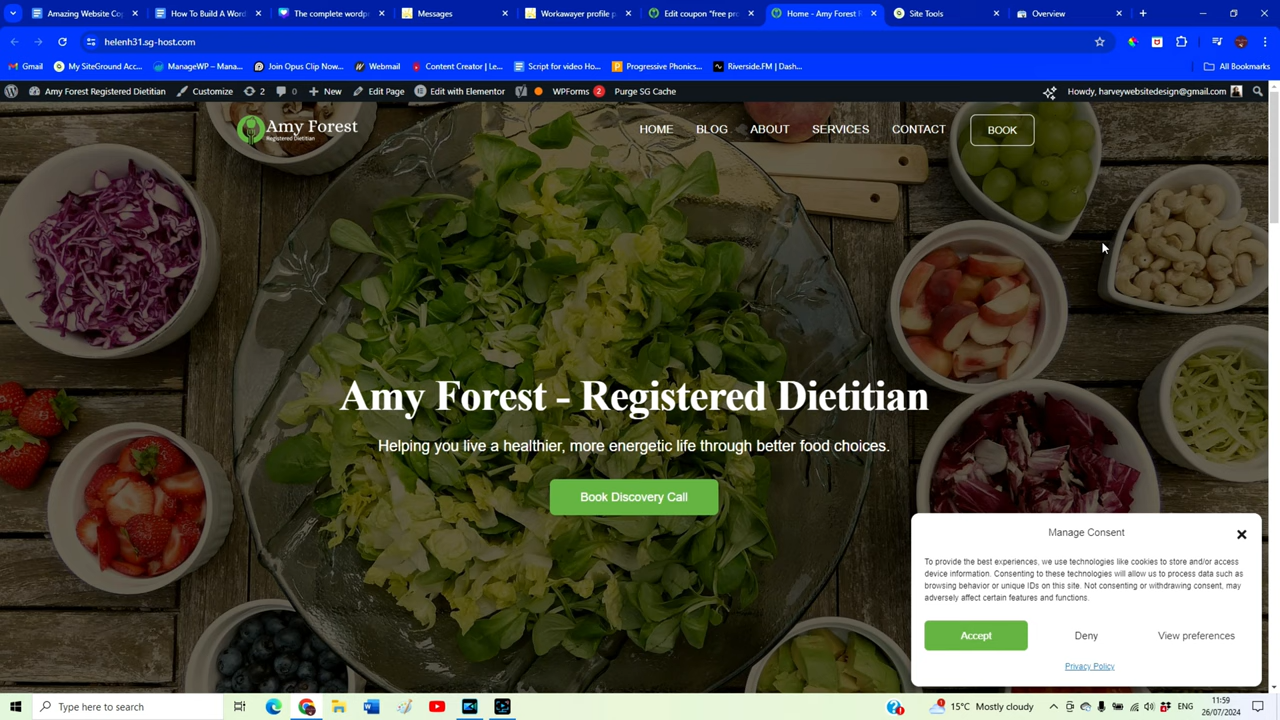 Amazing Website Cop
How To Build A Word
The complete wordp
Messages
Workawayer profile p
Edit coupon "free pro
Home - Amy Forest R
Site Tools
Overview
helenh31.sg-host.com
Gmail
My SiteGround Acc...
ManageWP – Mana...
Join Opus Clip Now...
Webmail
Content Creator | Le...
Script for video Ho...
Progressive Phonics...
Riverside.FM | Dash...
All Bookmarks
Amy Forest Registered Dietitian
Customize
2
0
New
Edit Page
Edit with Elementor
WPForms 2
Purge SG Cache
Howdy, harveywebsitedesign@gmail.com
Amy Forest
Registered Dietitian
HOME
BLOG
ABOUT
SERVICES
CONTACT
BOOK
Amy Forest - Registered Dietitian
Helping you live a healthier, more energetic life through better food choices.
Book Discovery Call
Manage Consent
To provide the best experiences, we use technologies like cookies to store and/or access
device information. Consenting to these technologies will allow us to process data such as
browsing behavior or unique IDs on this site. Not consenting or withdrawing consent, may
adversely affect certain features and functions.
Accept
Deny
View preferences
Privacy Policy
Type here to search
15°C Mostly cloudy
ENG
11:59
26/07/2024